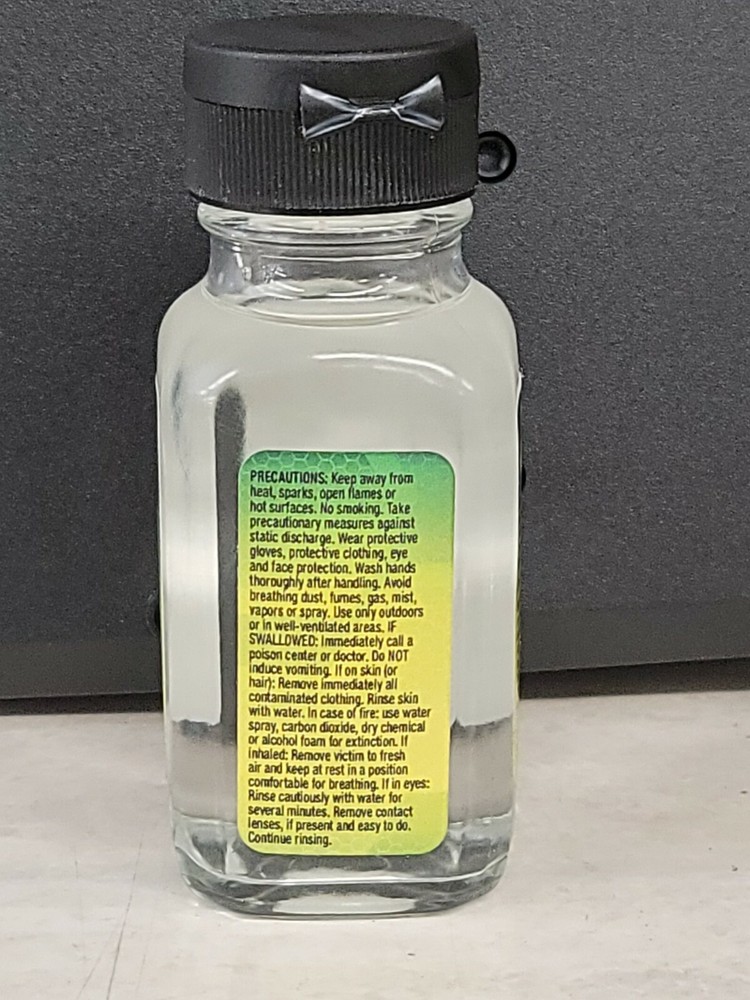 PRECAUTIONS: Keep away from
heat, sparks, open flames or
hot surfaces. No smoking. Take
precautionary measures against
static discharge. Wear protective
gloves, protective clothing, eye
and face protection. Wash hands
thoroughly after handling. Avoid
breathing dust, fumes, gas, mist,
vapors or spray. Use only outdoors
or in well-ventilated areas. IF
SWALLOWED: Immediately call a
poison center or doctor. Do NOT
induce vomiting. If on skin (or
hair): Remove immediately all
contaminated clothing. Rinse skin
with water. In case of fire: use water
spray, carbon dioxide, dry chemical
or alcohol foam for extinction. If
inhaled: Remove victim to fresh
air and keep at rest in a position
comfortable for breathing. If in eyes:
Rinse cautiously with water for
several minutes. Remove contact
lenses, if present and easy to do.
Continue rinsing.